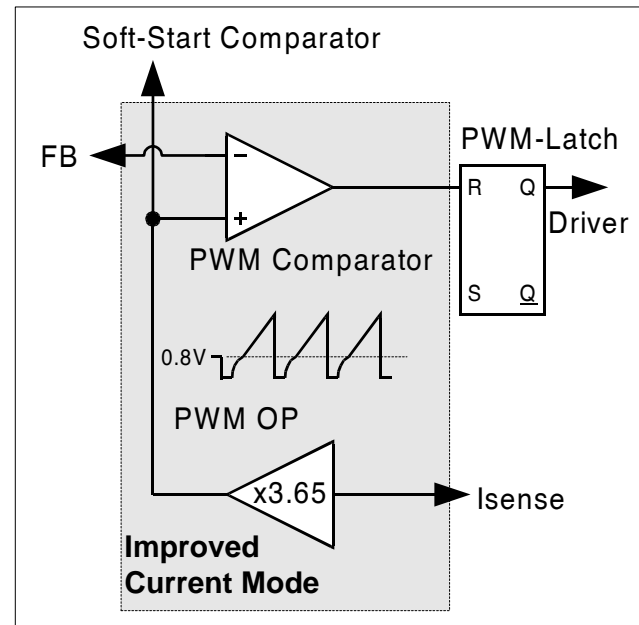 Soft-Start Comparator
FB
−
+
PWM Comparator
PWM-Latch
R Q
Driver
S Q
0.8V
PWM OP
x3.65
Isense
Improved
Current Mode